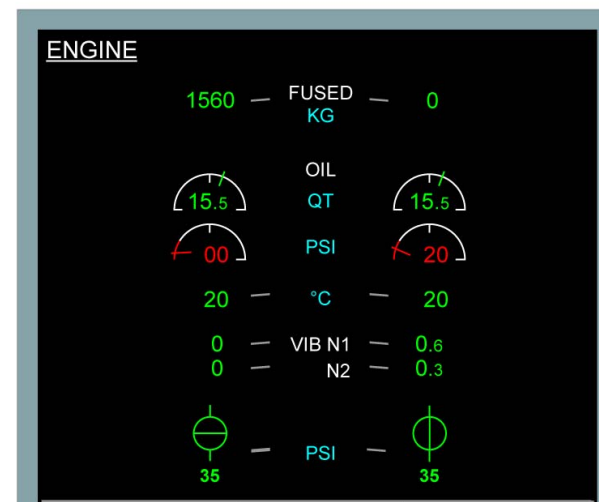 ENGINE
1560 FUSED 0
KG
OIL
15.5 QT 15.5
00 PSI 20
20 °C 20
0 VIB N1 0.6
0 N2 0.3
PSI
35 35